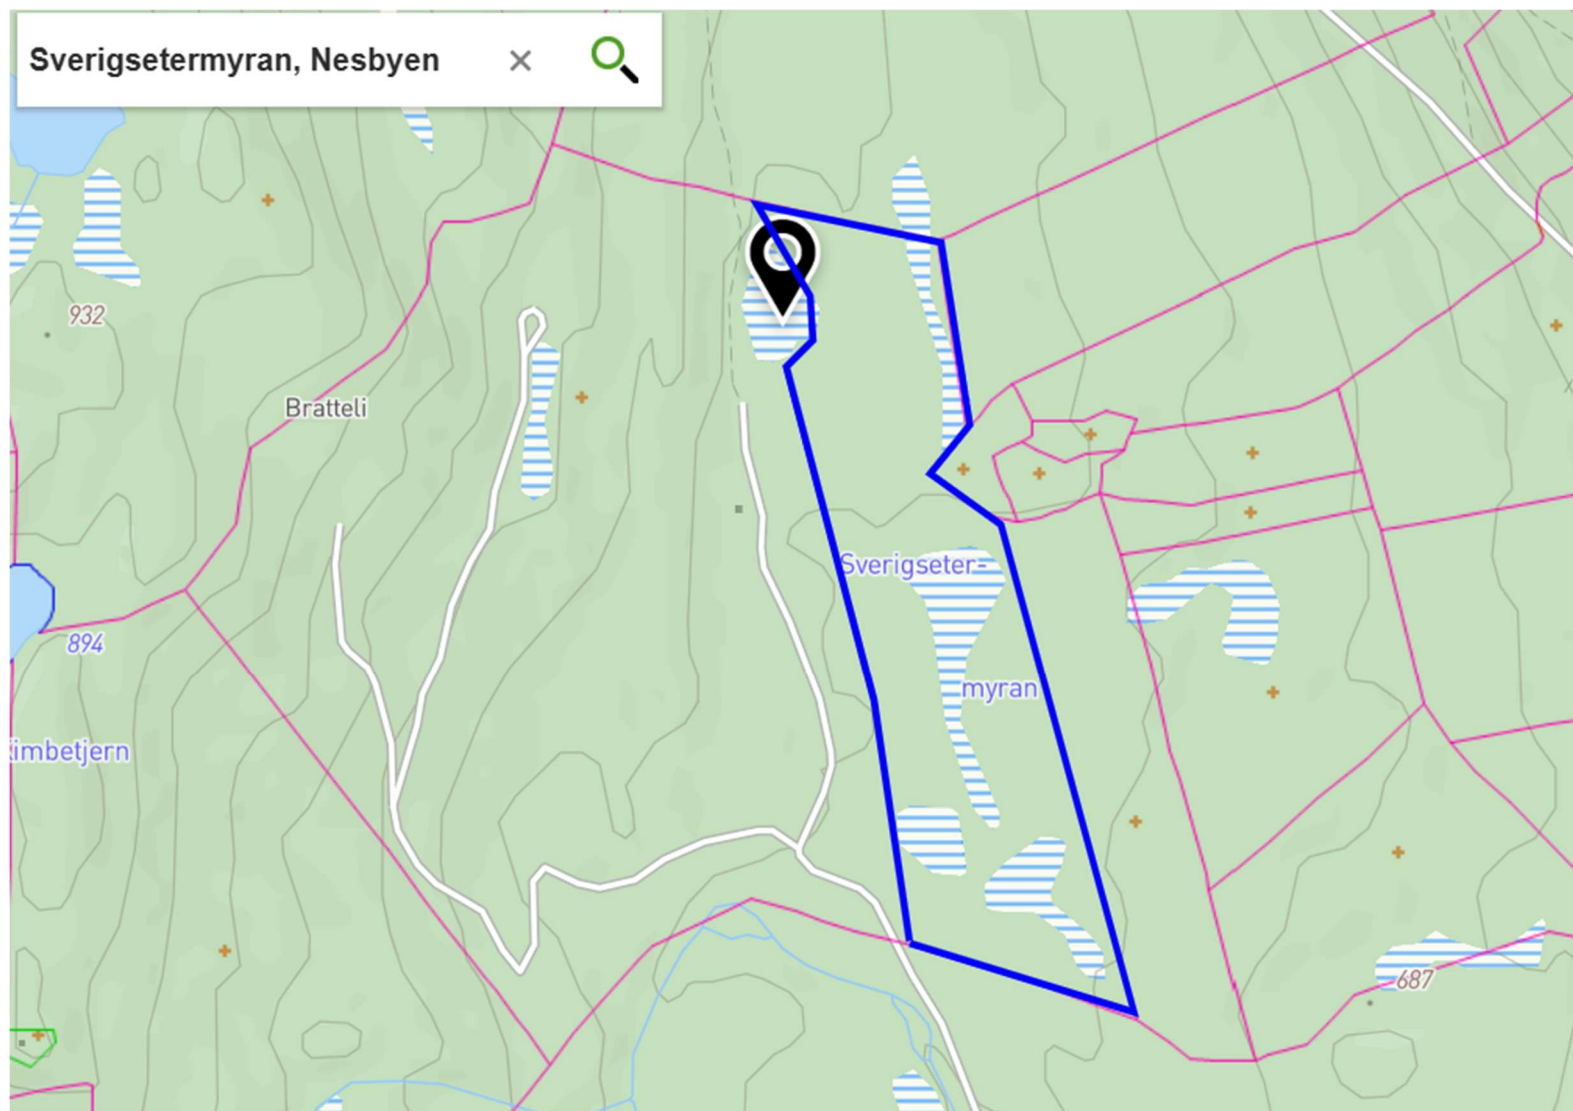 Sverigsetermyran, Nesbyen
932
Bratteli
Sverigseter-
894
myran
imbetjern
687